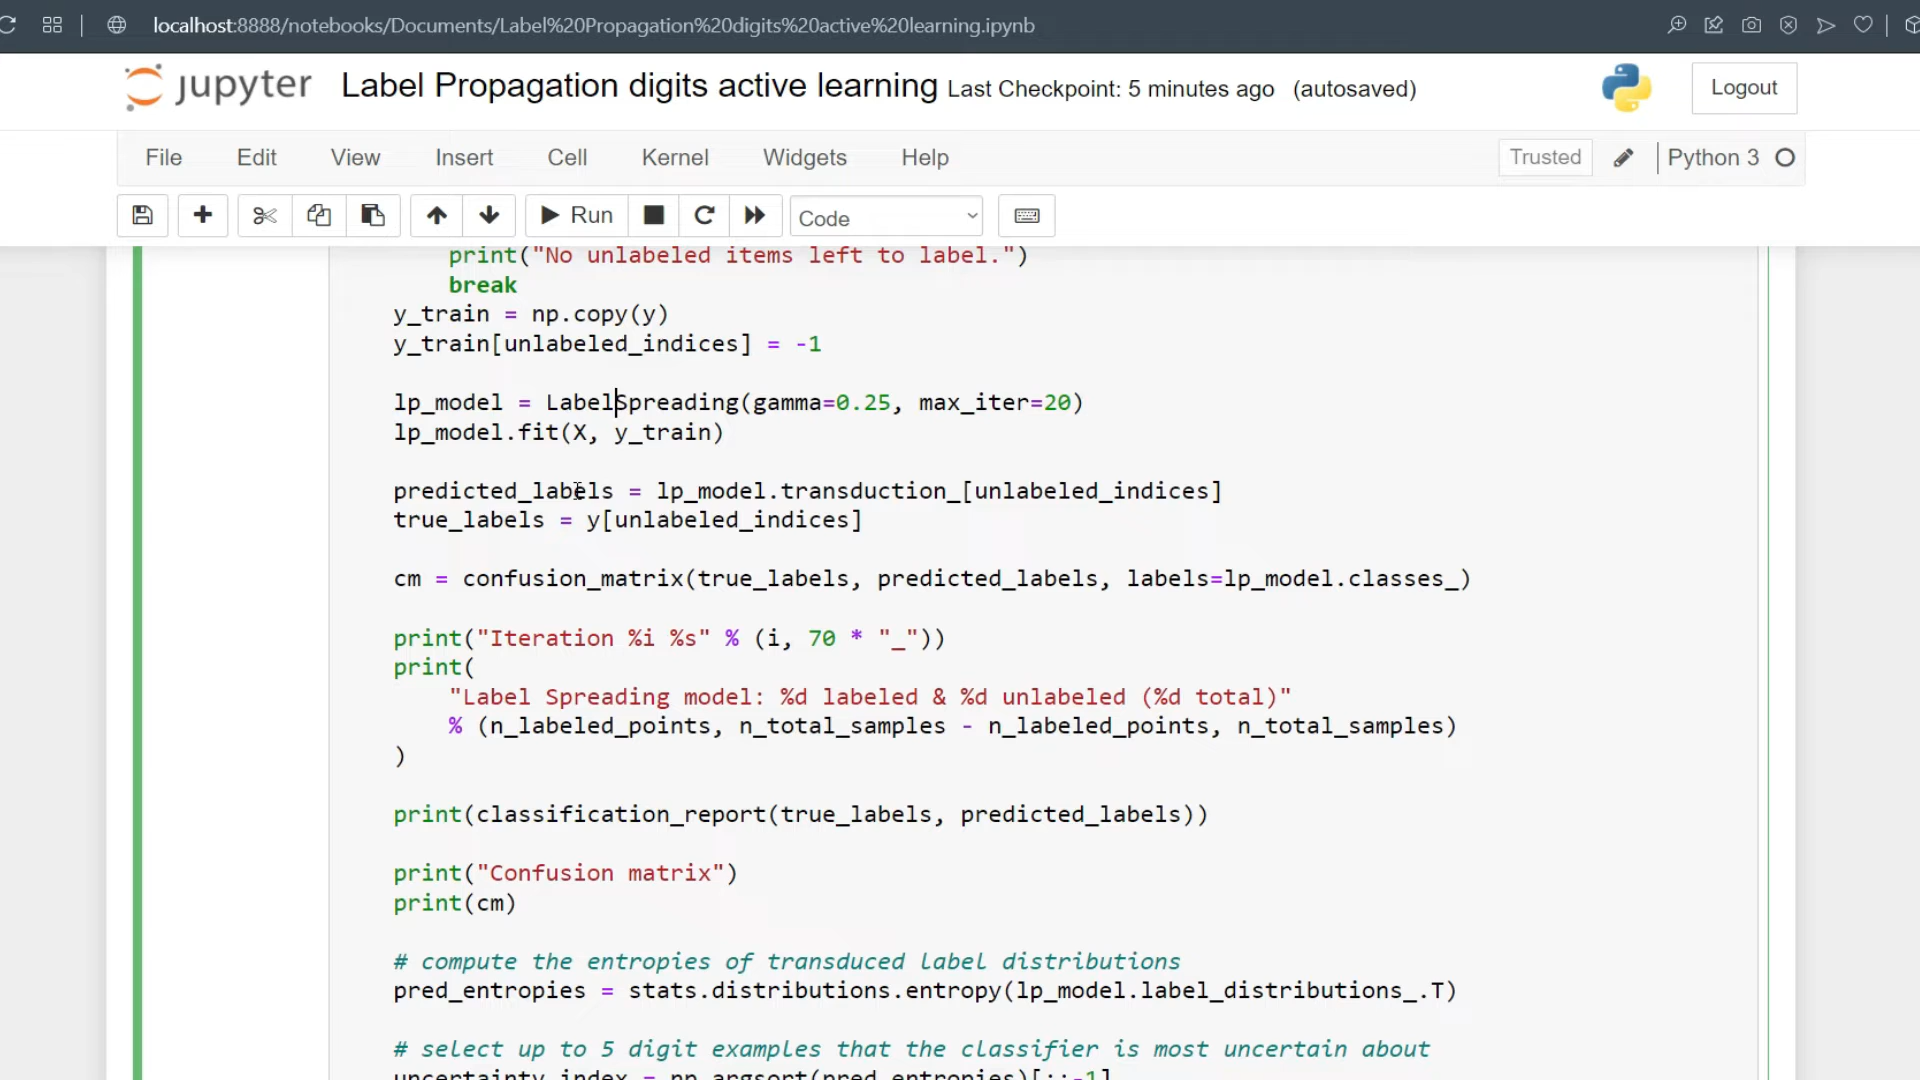 localhost:8888/notebooks/Documents/Label%20Propagation%20digits%20active%20learning.ipynb
jupyter Label Propagation digits active learning Last Checkpoint: 5 minutes ago (autosaved) Logout
File Edit View Insert Cell Kernel Widgets Help Trusted Python 3
Run Code
print("No unlabeled items left to label.")
break
y_train = np.copy(y)
y_train[unlabeled_indices] = -1
lp_model = LabelSpreading(gamma=0.25, max_iter=20)
lp_model.fit(X, y_train)
predicted_labels = lp_model.transduction_[unlabeled_indices]
true_labels = y[unlabeled_indices]
cm = confusion_matrix(true_labels, predicted_labels, labels=lp_model.classes_)
print("Iteration %i %s" % (i, 70 * "_"))
print(
"Label Spreading model: %d labeled & %d unlabeled (%d total)"
% (n_labeled_points, n_total_samples - n_labeled_points, n_total_samples)
)
print(classification_report(true_labels, predicted_labels))
print("Confusion matrix")
print(cm)
# compute the entropies of transduced label distributions
pred_entropies = stats.distributions.entropy(lp_model.label_distributions_.T)
# select up to 5 digit examples that the classifier is most uncertain about
uncertainty_index = np.argsort(pred_entropies)[::-1]